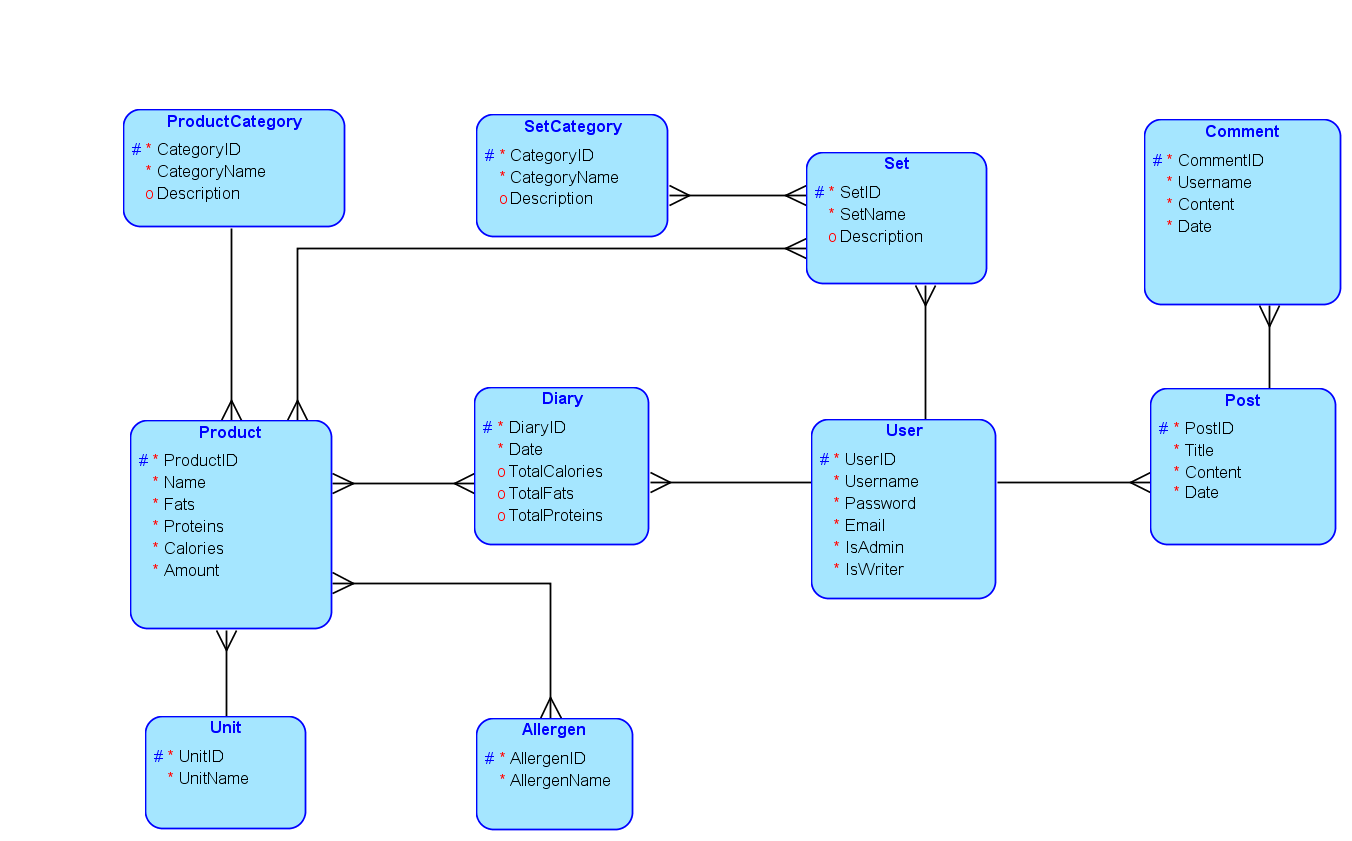 ProductCategory
# * CategoryID
* CategoryName
o Description
SetCategory
# * CategoryID
* CategoryName
o Description
Set
# * SetID
* SetName
o Description
Comment
# * CommentID
* Username
* Content
* Date
Product
# * ProductID
* Name
* Fats
* Proteins
* Calories
* Amount
Diary
# * DiaryID
* Date
o TotalCalories
o TotalFats
o TotalProteins
User
# * UserID
* Username
* Password
* Email
* IsAdmin
* IsWriter
Post
# * PostID
* Title
* Content
* Date
Unit
# * UnitID
* UnitName
Allergen
# * AllergenID
* AllergenName